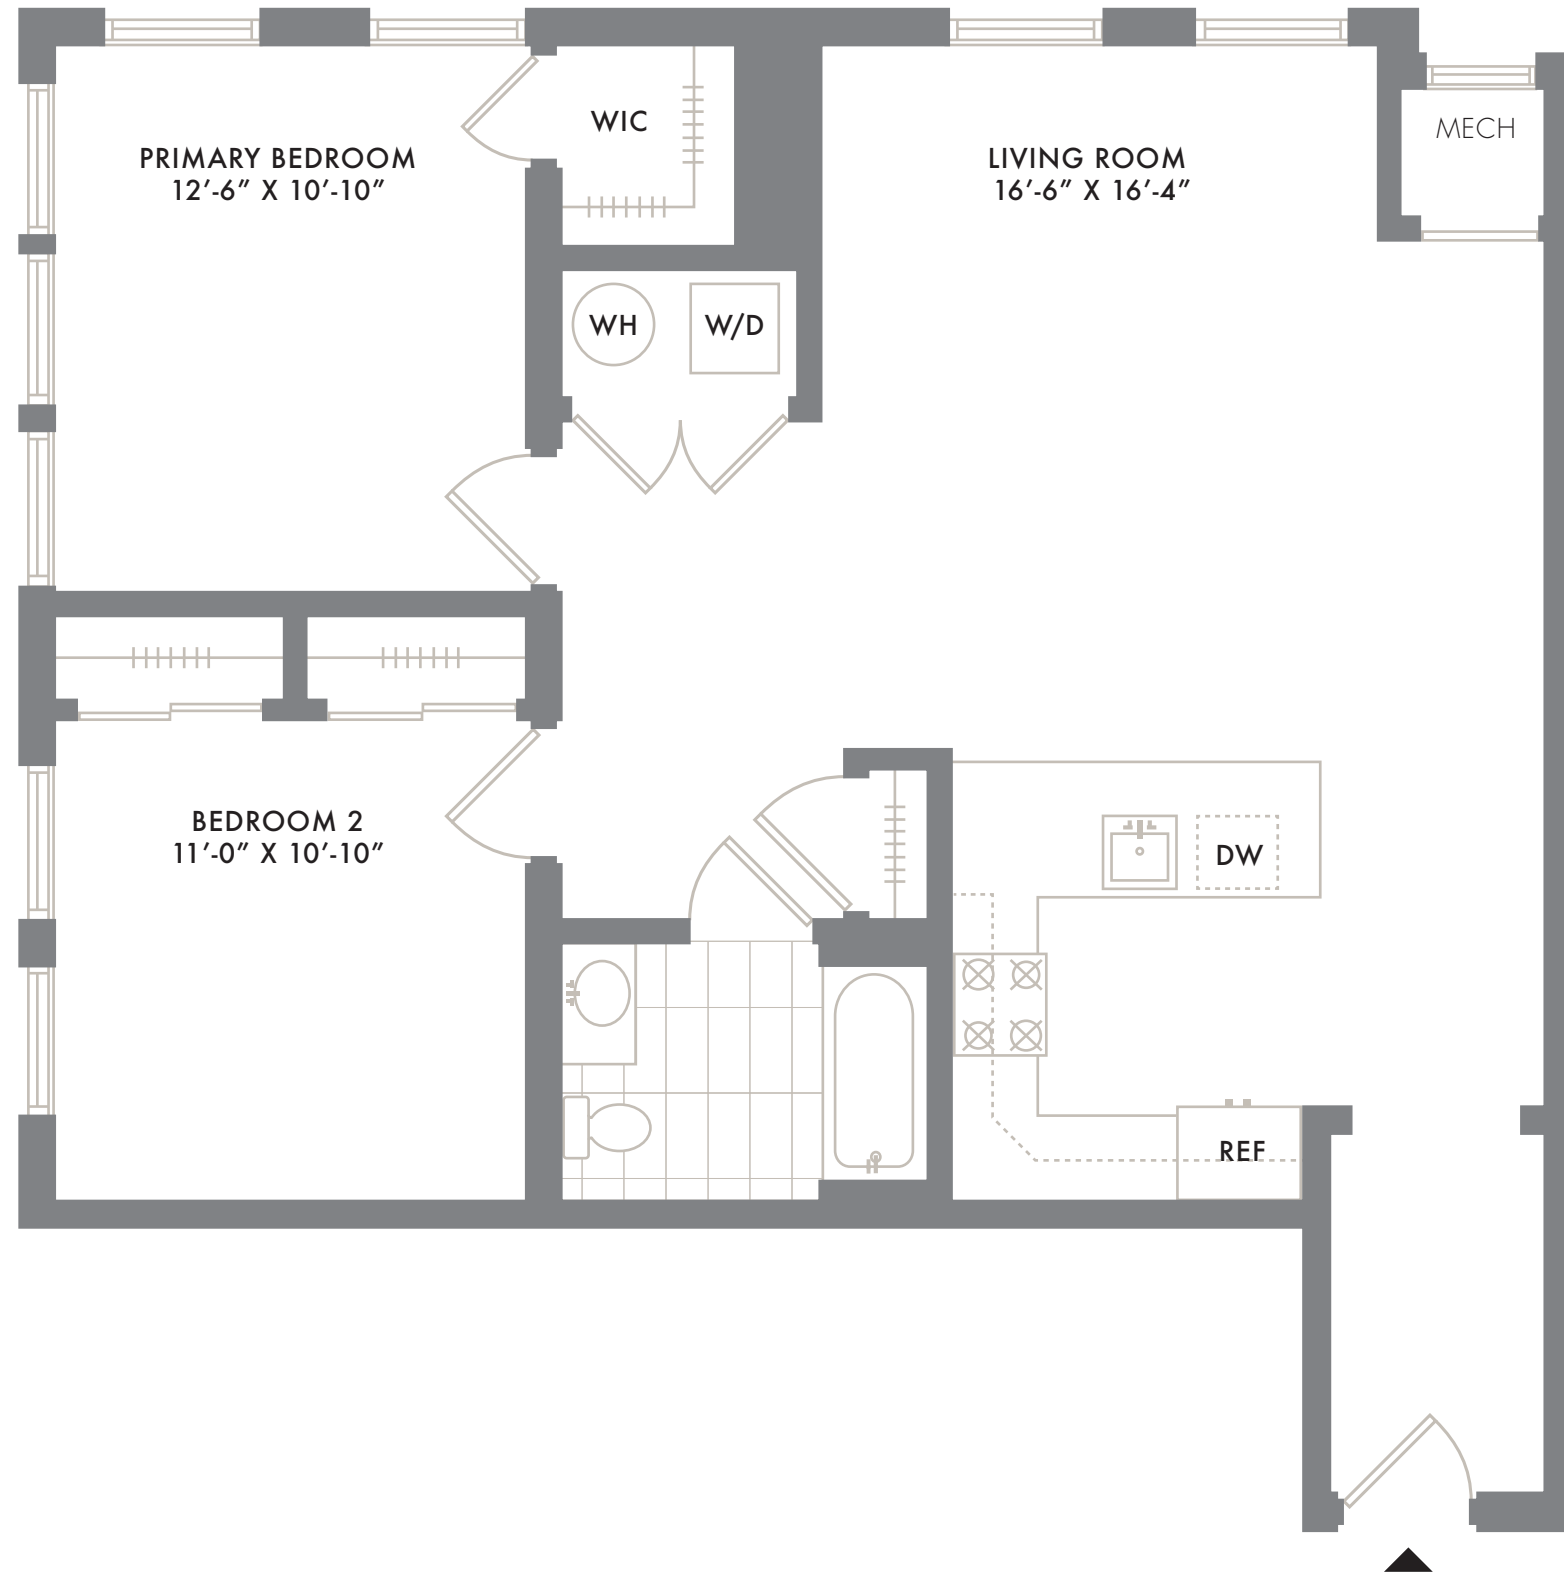 PRIMARY BEDROOM
12′-6″ X 10′-10″
WIC
LIVING ROOM
16′-6″ X 16′-4″
MECH
WH
W/D
BEDROOM 2
11′-0″ X 10′-10″
DW
REF